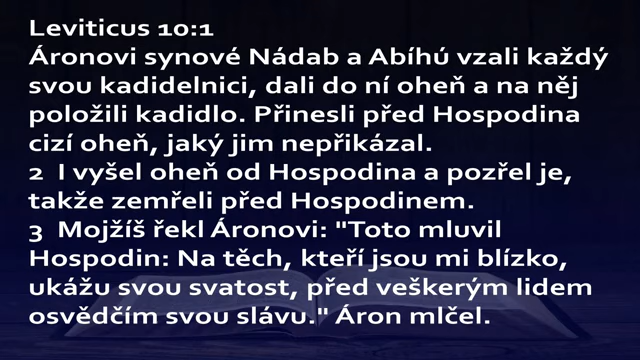 Leviticus 10:1
Áronovi synové Nádab a Abíhú vzali každý
svou kadidelnici, dali do ní oheň a na něj
položili kadidlo. Přinesli před Hospodina
cizí oheň, jaký jim nepřikázal.
2  I vyšel oheň od Hospodina a pozřel je,
takže zemřeli před Hospodinem.
3  Mojžíš řekl Áronovi: "Toto mluvil
Hospodin: Na těch, kteří jsou mi blízko,
ukážu svou svatost, před veškerým lidem
osvědčím svou slávu." Áron mlčel.